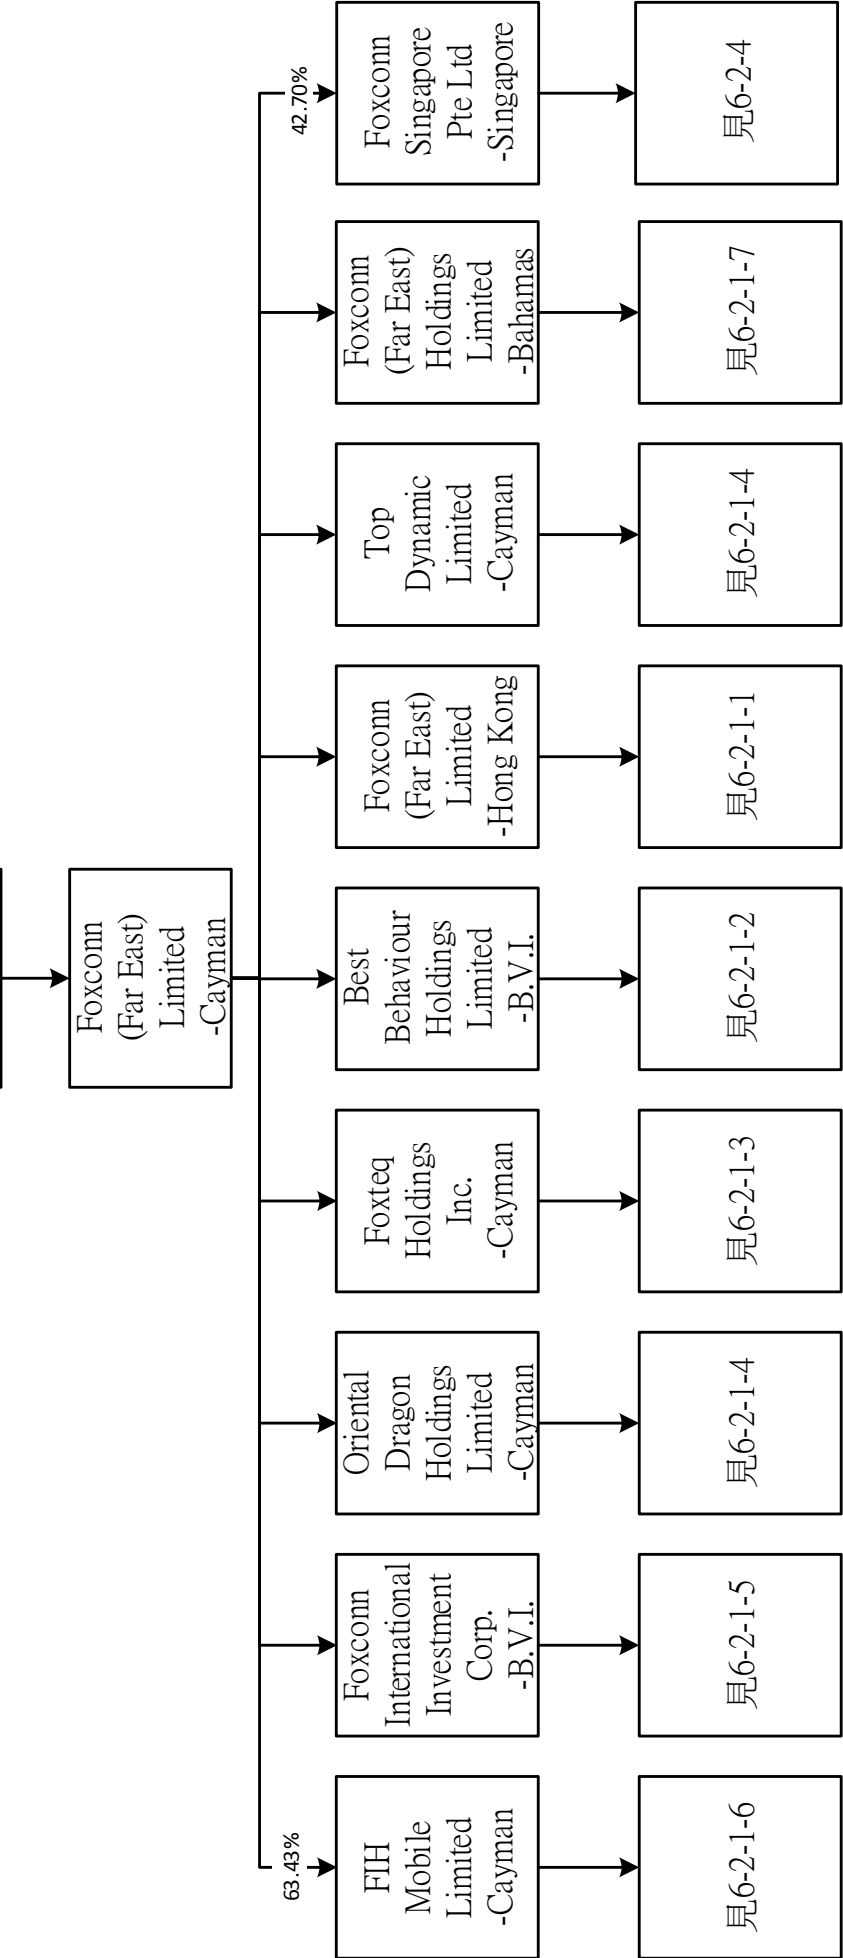 Foxconn
(Far East)
Limited
-Cayman
63.43%
42.70%
FIH
Mobile
Limited
-Cayman
Foxconn
International
Investment
Corp.
-B.V.I.
Oriental
Dragon
Holdings
Limited
-Cayman
Foxteq
Holdings
Inc.
-Cayman
Best
Behaviour
Holdings
Limited
-B.V.I.
Foxconn
(Far East)
Limited
-Hong Kong
Top
Dynamic
Limited
-Cayman
Foxconn
(Far East)
Holdings
Limited
-Bahamas
Foxconn
Singapore
Pte Ltd
-Singapore
見6-2-1-6
見6-2-1-5
見6-2-1-4
見6-2-1-3
見6-2-1-2
見6-2-1-1
見6-2-1-4
見6-2-1-7
見6-2-4